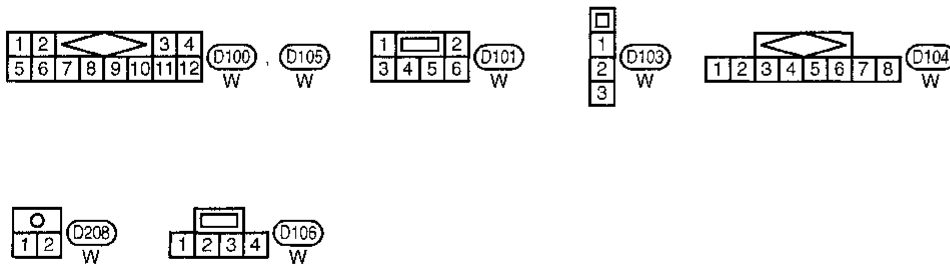 1 2 3 4 1 2 1
5 6 7 8 9 10 11 12 D100 , D105 3 4 5 6 D101 2 D103 1 2 3 4 5 6 7 8 D104
W W W 3 W W
1 2 D208 1 2 3 4 D106
W W